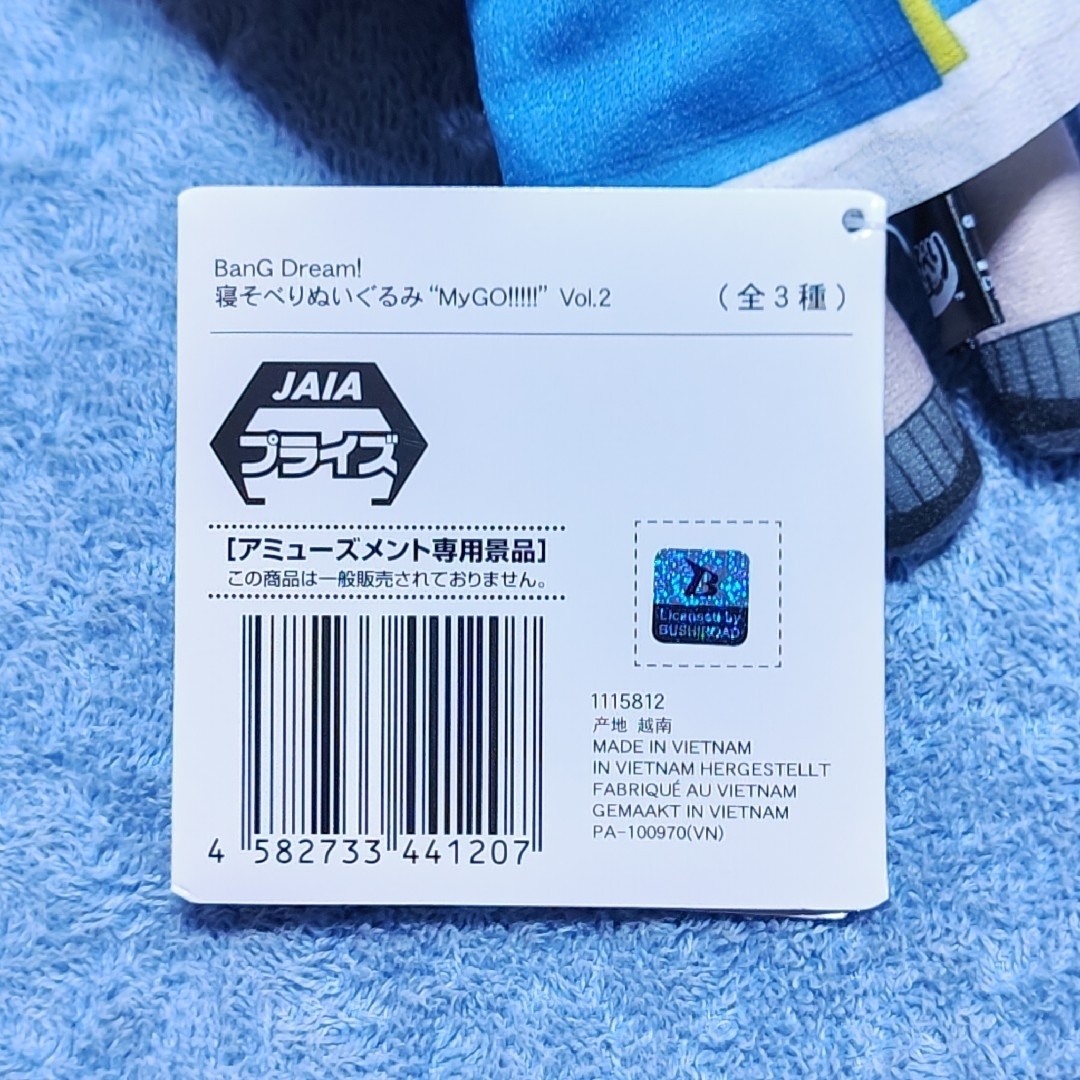 BanG Dream!
寝そべりぬいぐるみ“MyGO!!!!!” Vol.2 （全3種）
JAIA
プライズ
[アミューズメント専用景品]
この商品は一般販売されておりません。
B
Licensed by
BUSHIROAD
1115812
产地 越南
MADE IN VIETNAM
IN VIETNAM HERGESTELLT
FABRIQUÉ AU VIETNAM
GEMAAKT IN VIETNAM
PA-100970(VN)
4 582733 441207